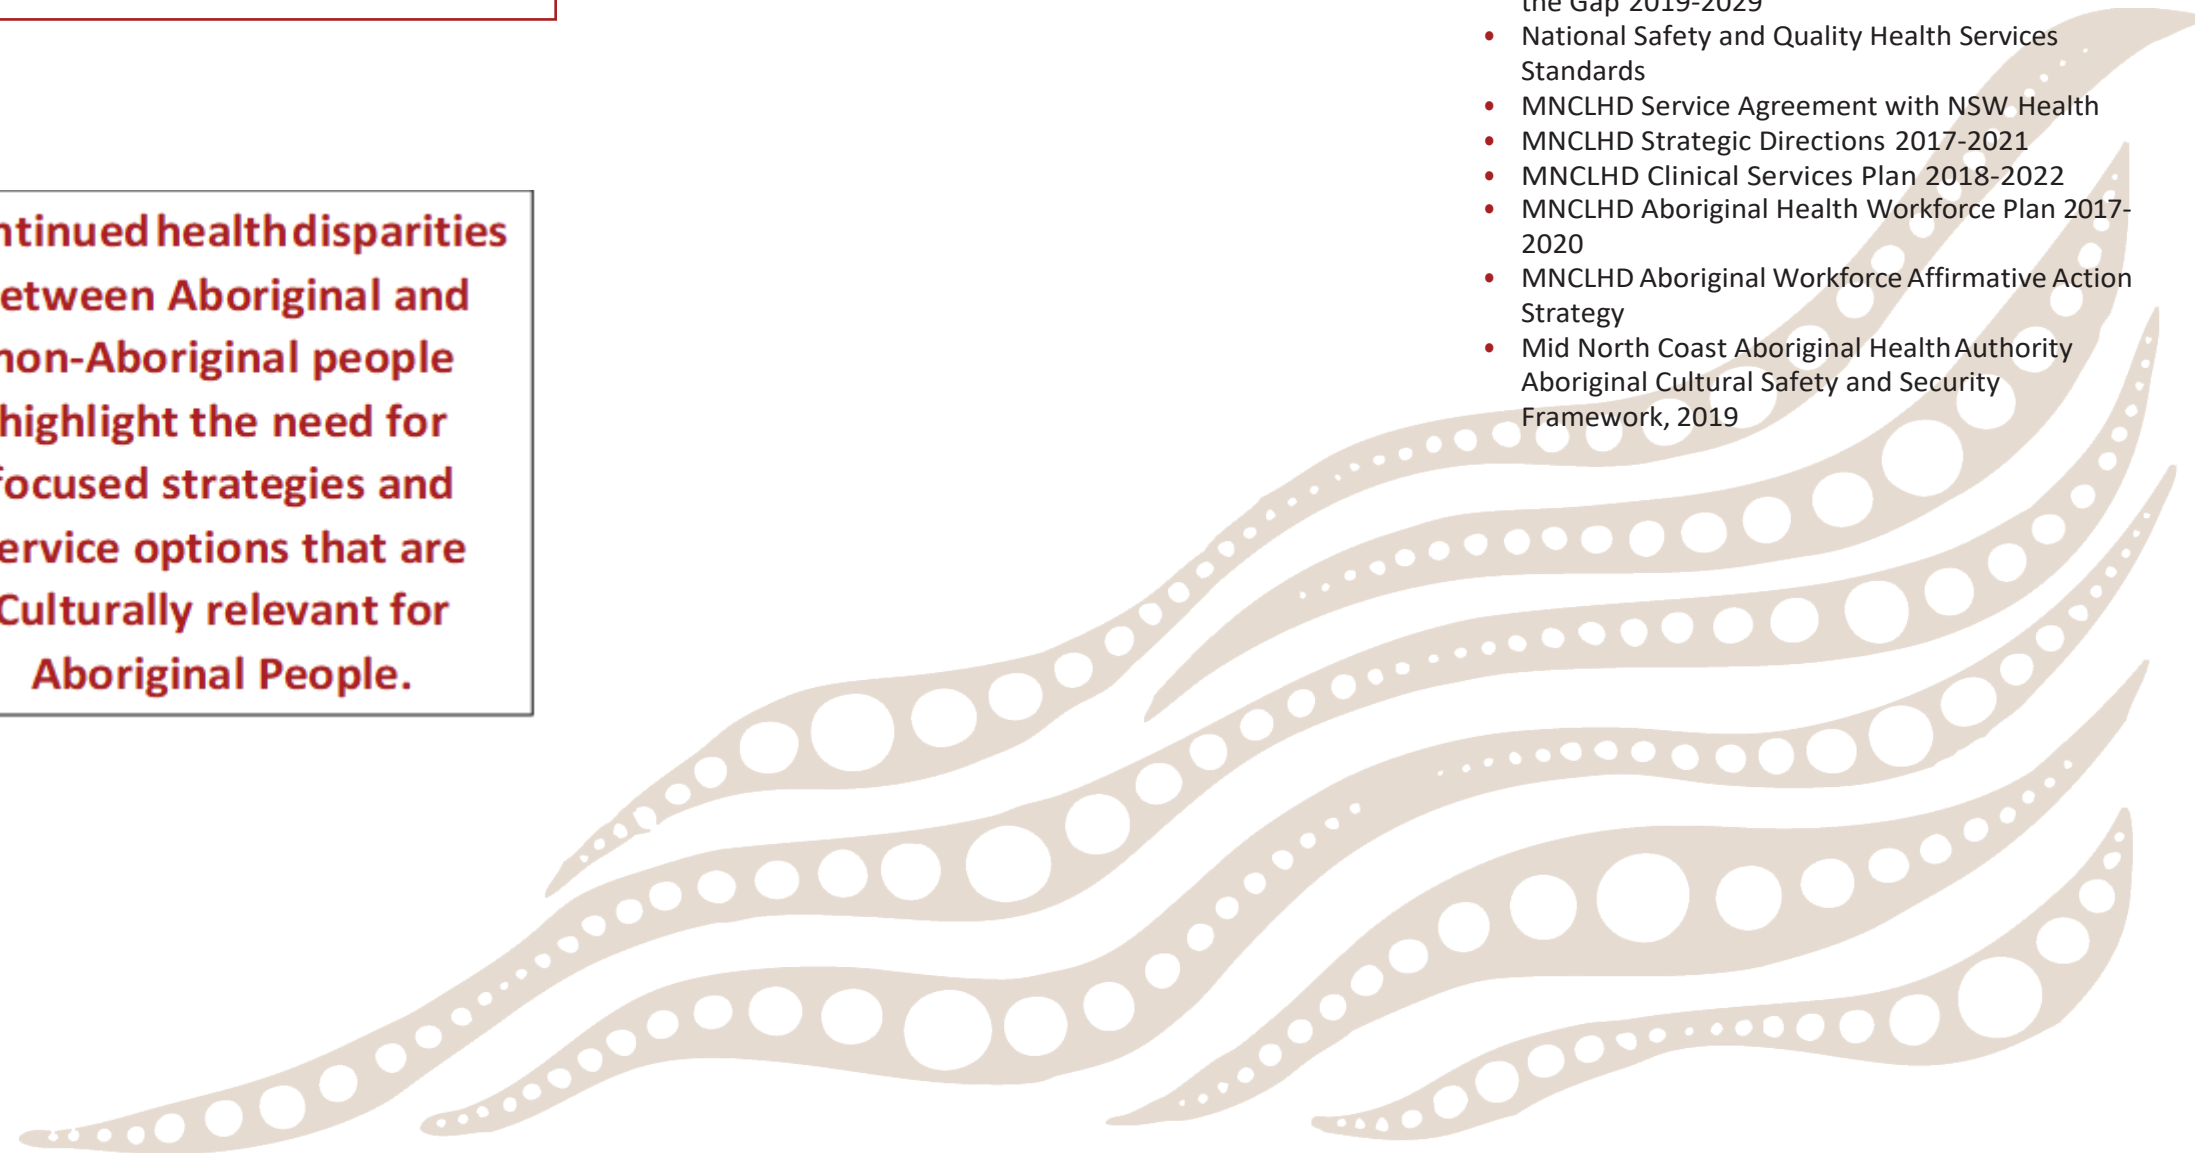 ntinued health disparities
etween Aboriginal and
non-Aboriginal people
highlight the need for
focused strategies and
ervice options that are
Culturally relevant for
Aboriginal People.
the Gap 2019-2029
• National Safety and Quality Health Services
Standards
• MNCLHD Service Agreement with NSW Health
• MNCLHD Strategic Directions 2017-2021
• MNCLHD Clinical Services Plan 2018-2022
• MNCLHD Aboriginal Health Workforce Plan 2017-
2020
• MNCLHD Aboriginal Workforce Affirmative Action
Strategy
• Mid North Coast Aboriginal Health Authority
Aboriginal Cultural Safety and Security
Framework, 2019